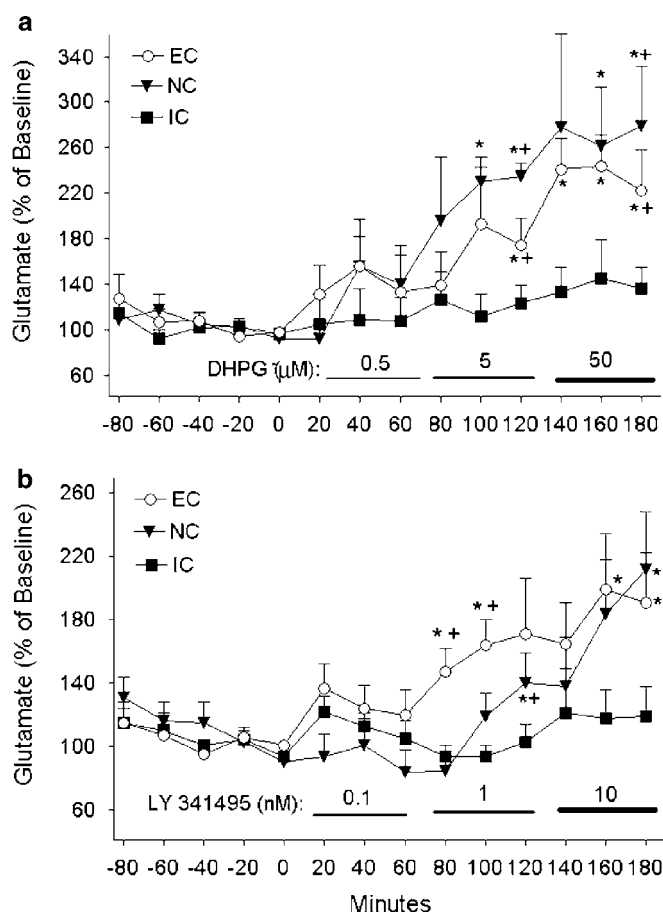 a
Glutamate (% of Baseline)
340
300
260
220
180
140
100
60
EC
NC
IC
*
*+
*
*+
*+
*
*
*+
DHPG (μM): 0.5 5 50
-80 -60 -40 -20 0 20 40 60 80 100 120 140 160 180
b
Glutamate (% of Baseline)
260
220
180
140
100
60
EC
NC
IC
*+
*+
*+
*
*
*
LY 341495 (nM): 0.1 1 10
-80 -60 -40 -20 0 20 40 60 80 100 120 140 160 180
Minutes